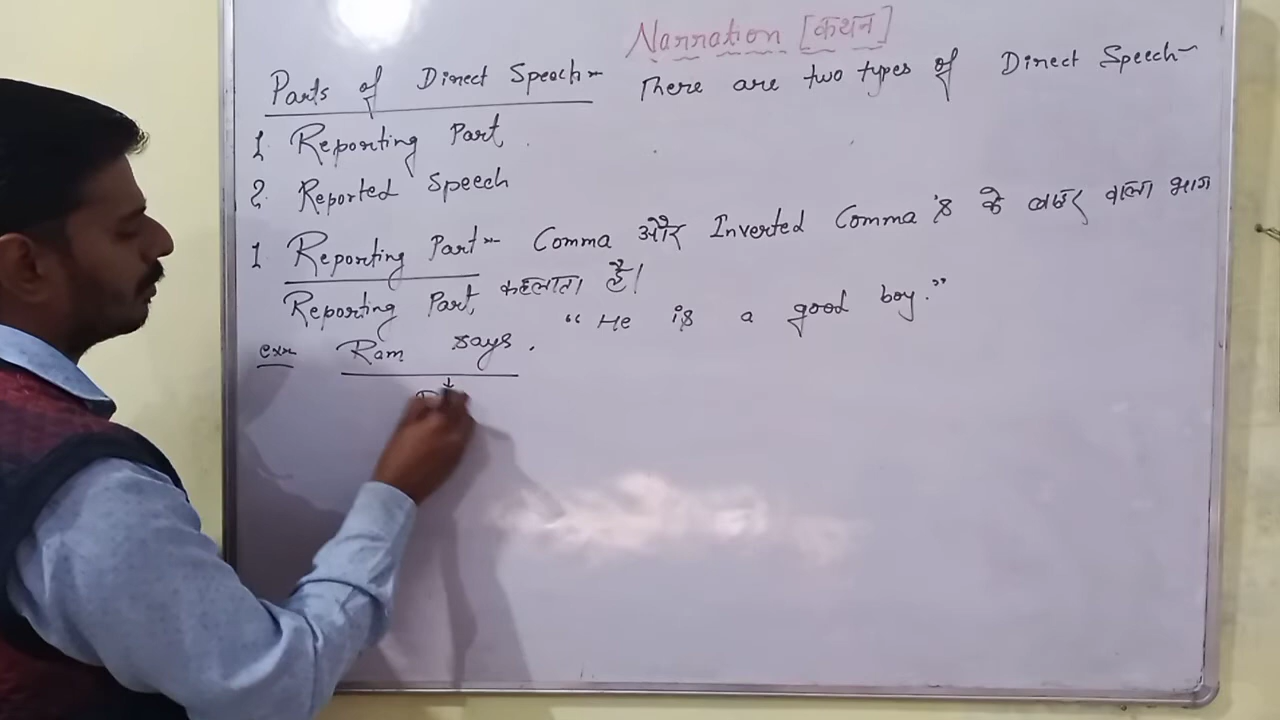 Narration [कथन]
Parts of Direct Speech- There are two types of Direct Speech-
1. Reporting Part
2. Reported Speech
1. Reporting Part- Comma और Inverted Comma's के बाहर वाला भाग
Reporting Part कहलाता है।
ex- Ram says, "He is a good boy."